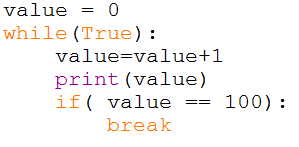 value = 0
while(True):
    value=value+1
    print(value)
    if( value == 100):
        break